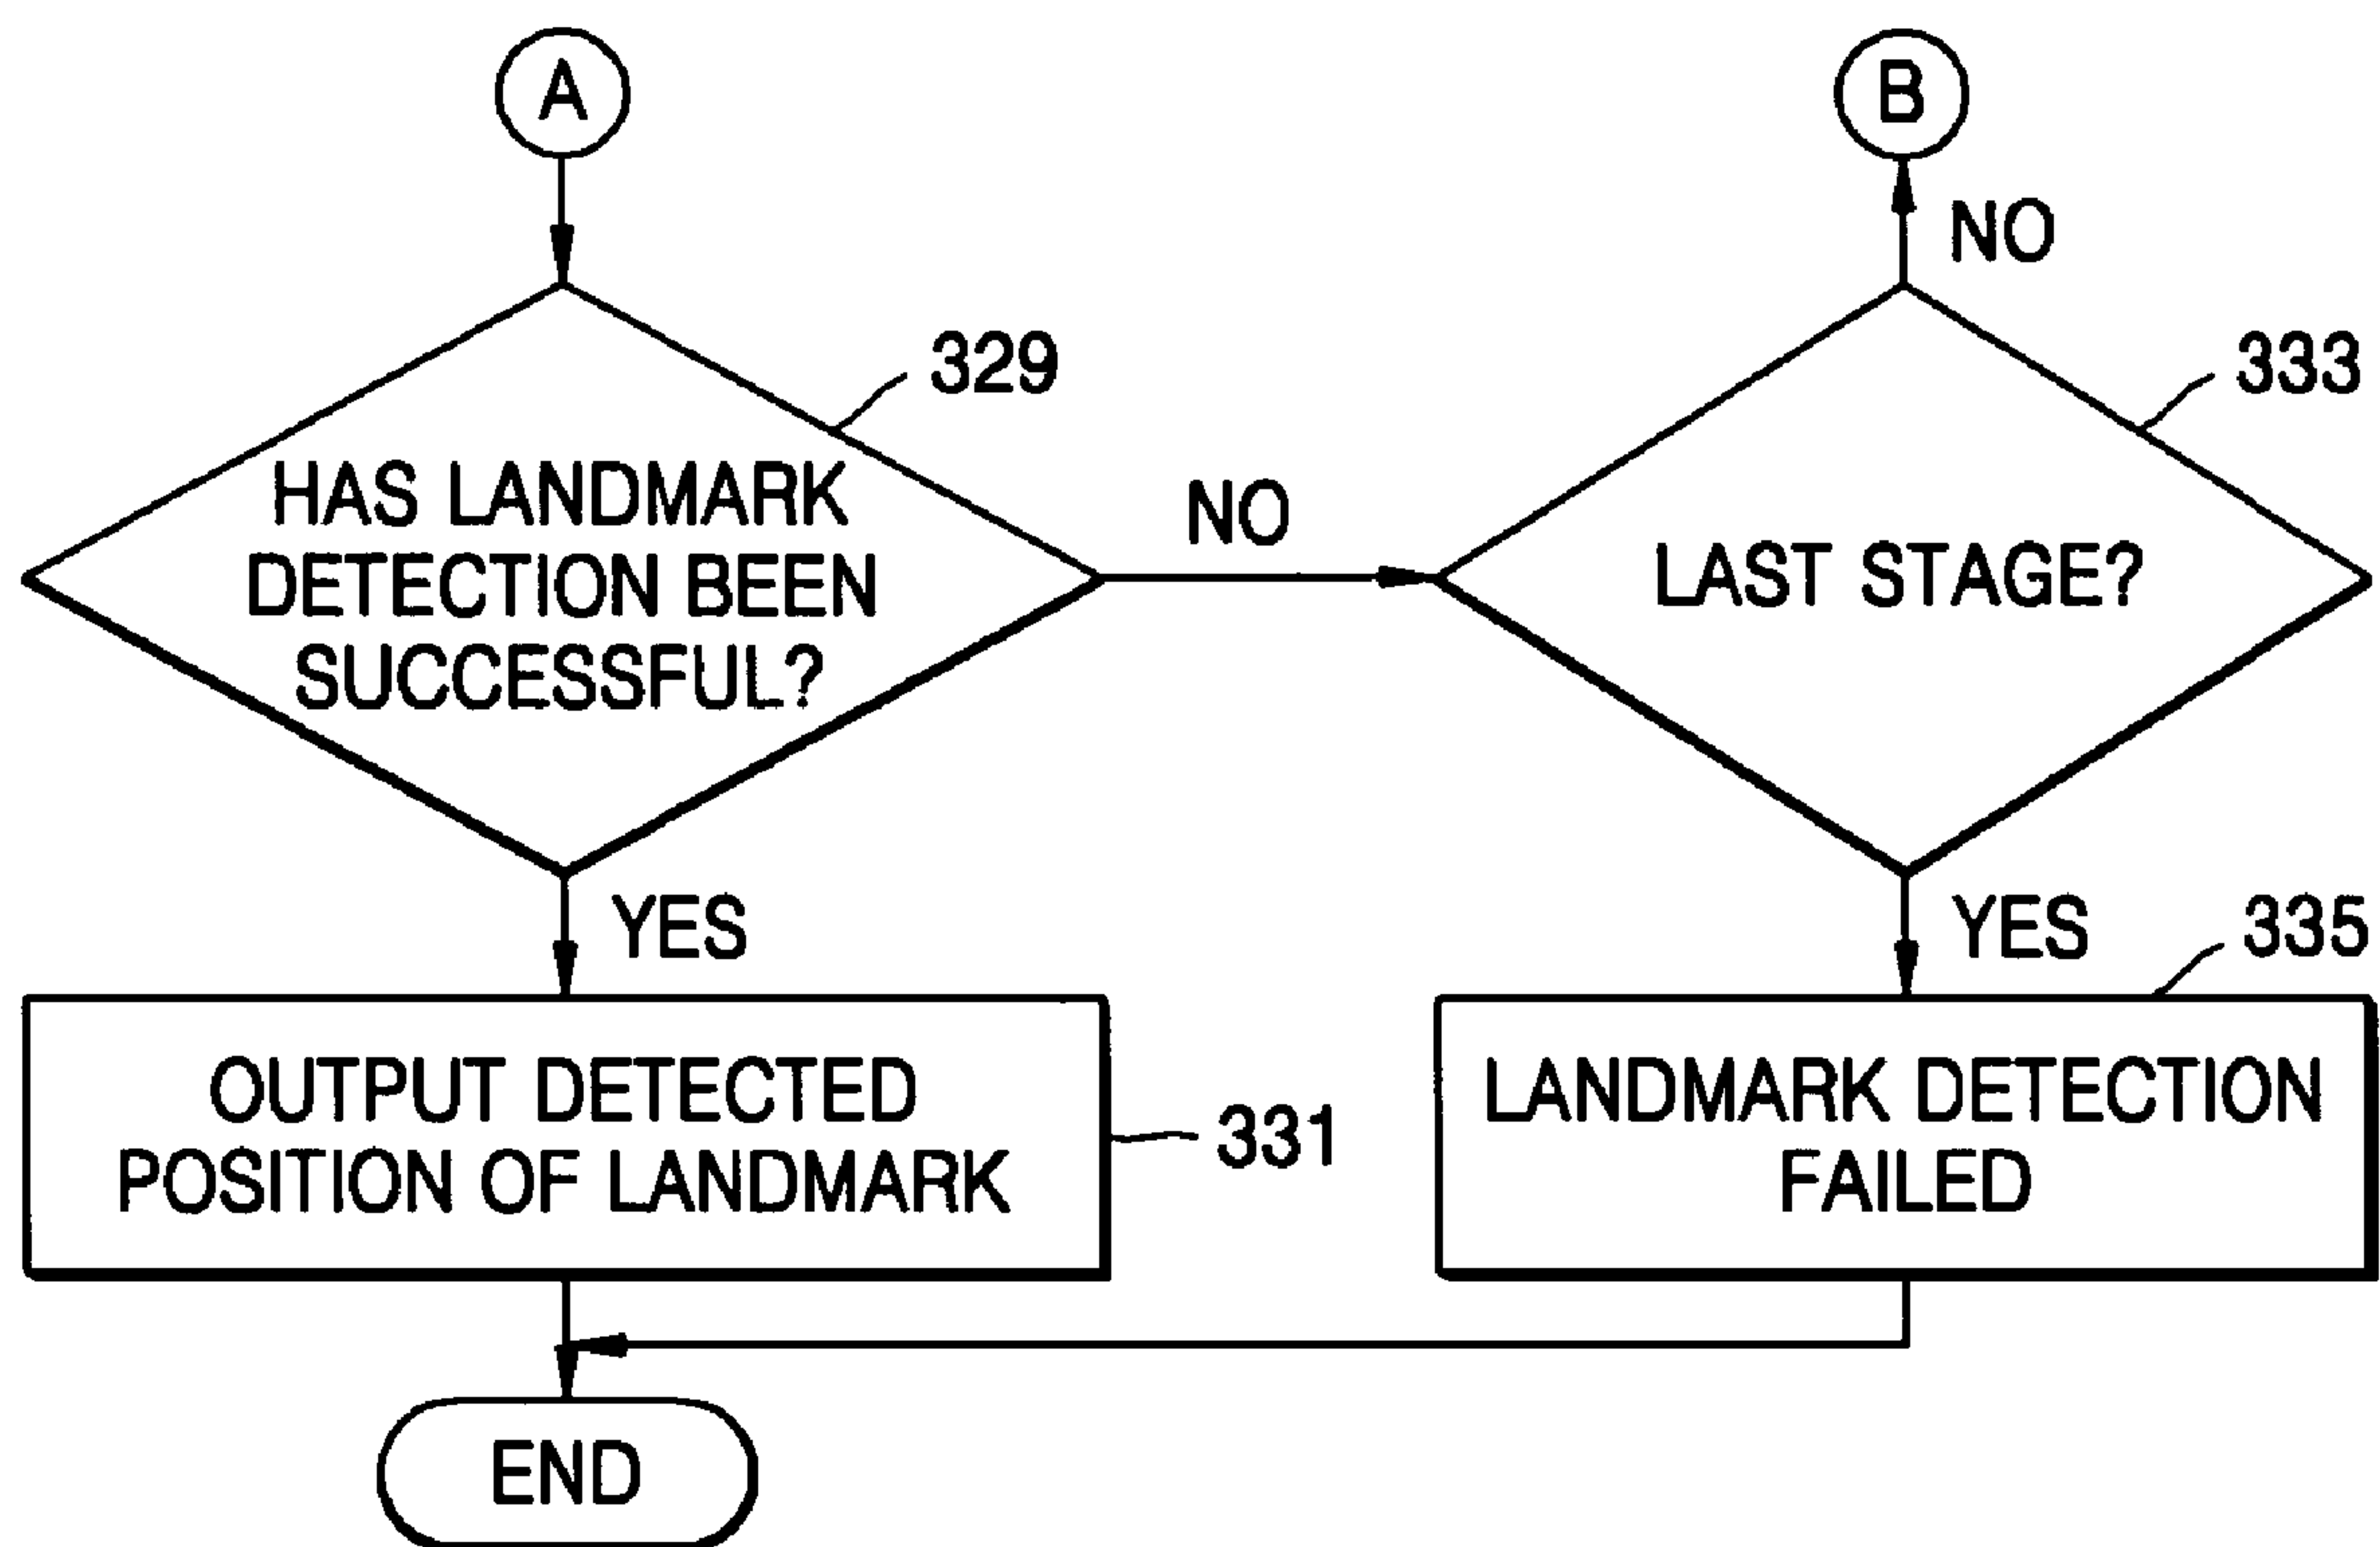 A
B
NO
329
333
HAS LANDMARK
DETECTION BEEN
SUCCESSFUL?
NO
LAST STAGE?
YES
YES
335
OUTPUT DETECTED
POSITION OF LANDMARK
331
LANDMARK DETECTION
FAILED
END